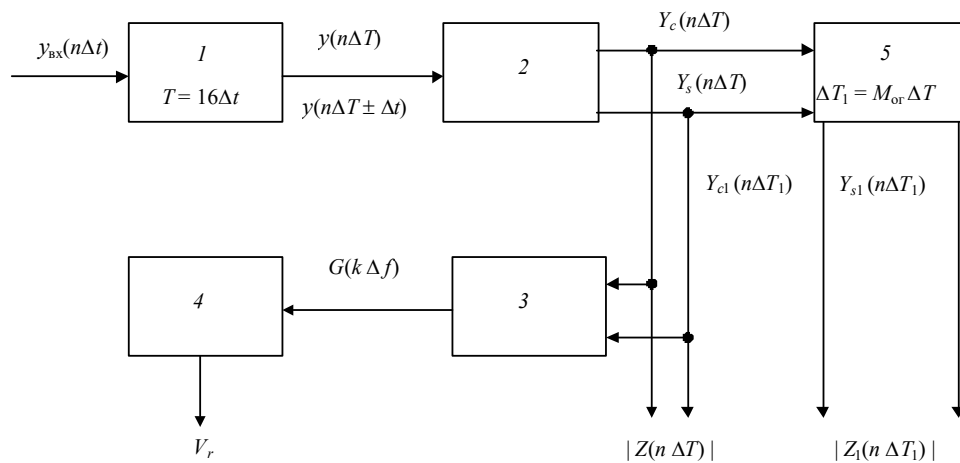 y_вх(nΔt)
1
T = 16Δt
y(nΔT)
y(nΔT ± Δt)
2
Y_c(nΔT)
Y_s(nΔT)
5
ΔT_1 = M_ог ΔT
Y_c1(nΔT_1)
Y_s1(nΔT_1)
4
G(k Δf)
3
V_r
| Z(n ΔT) |
| Z_1(n ΔT_1) |